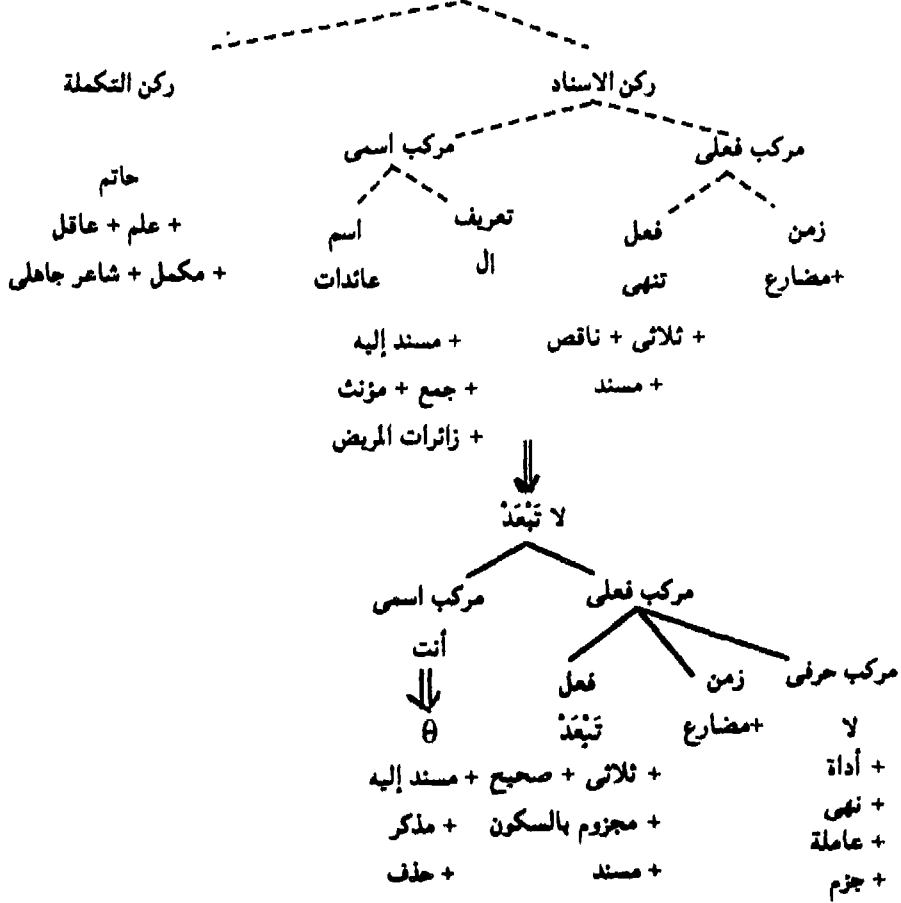 ركن الاسناد ركن التكملة
مركب فعلى مركب اسمى
حاتم
زمن فعل تعريف اسم + علم + عاقل
+مضارع تنهى ال عائدات + مكمل + شاعر جاهلى
+ ثلاثى + ناقص + مسند إليه
+ مسند + جمع + مؤنث
+ زائرات المريض
لا تَبْعَدْ
مركب فعلى مركب اسمى
أنت
مركب حرفى زمن فعل
لا +مضارع تَبْعَدْ θ
+ أداة + ثلاثى + صحيح + مسند إليه
+ نهى + مجزوم بالسكون + مذكر
+ عاملة + مسند + حذف
+ جزم